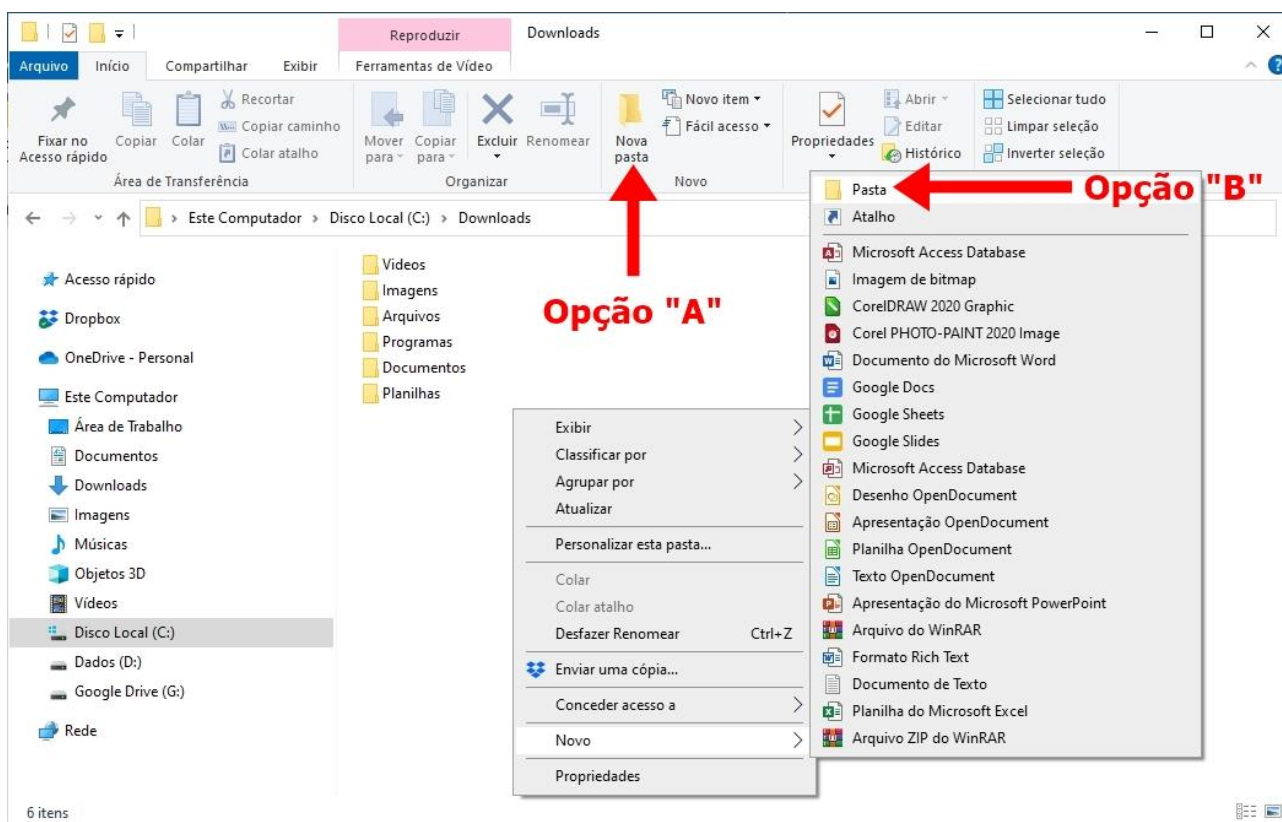 Reproduzir
Downloads
Arquivo
Início
Compartilhar
Exibir
Ferramentas de Vídeo
?
Fixar no
Acesso rápido
Copiar
Colar
Recortar
Copiar caminho
Colar atalho
Área de Transferência
Mover
para
Copiar
para
Excluir
Renomear
Organizar
Nova
pasta
Novo item
Fácil acesso
Novo
Propriedades
Abrir
Editar
Histórico
Selecionar tudo
Limpar seleção
Inverter seleção
Este Computador > Disco Local (C:) > Downloads
Opção "A"
Opção "B"
Acesso rápido
Dropbox
OneDrive - Personal
Este Computador
Área de Trabalho
Documentos
Downloads
Imagens
Músicas
Objetos 3D
Vídeos
Disco Local (C:)
Dados (D:)
Google Drive (G:)
Rede
Videos
Imagens
Arquivos
Programas
Documentos
Planilhas
Exibir
Classificar por
Agrupar por
Atualizar
Personalizar esta pasta...
Colar
Colar atalho
Desfazer Renomear Ctrl+Z
Enviar uma cópia...
Conceder acesso a
Novo
Propriedades
Pasta
Atalho
Microsoft Access Database
Imagem de bitmap
CorelDRAW 2020 Graphic
Corel PHOTO-PAINT 2020 Image
Documento do Microsoft Word
Google Docs
Google Sheets
Google Slides
Microsoft Access Database
Desenho OpenDocument
Apresentação OpenDocument
Planilha OpenDocument
Texto OpenDocument
Apresentação do Microsoft PowerPoint
Arquivo do WinRAR
Formato Rich Text
Documento de Texto
Planilha do Microsoft Excel
Arquivo ZIP do WinRAR
6 itens